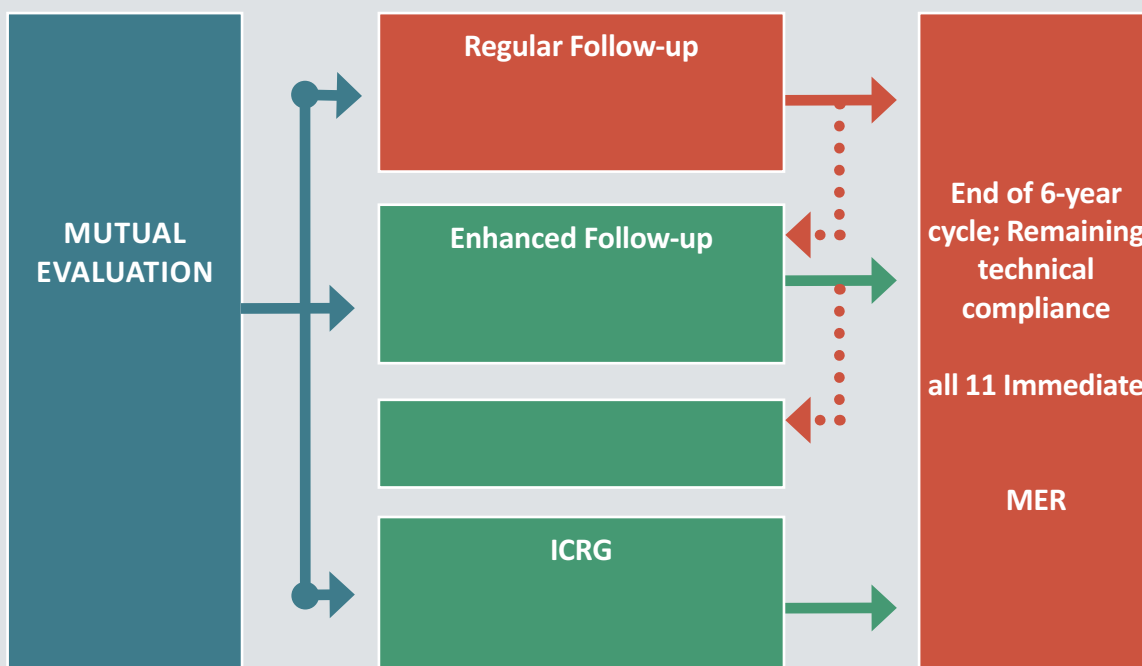 MUTUAL
EVALUATION
Regular Follow-up
Enhanced Follow-up
ICRG
End of 6-year
cycle; Remaining
technical
compliance
all 11 Immediate
MER